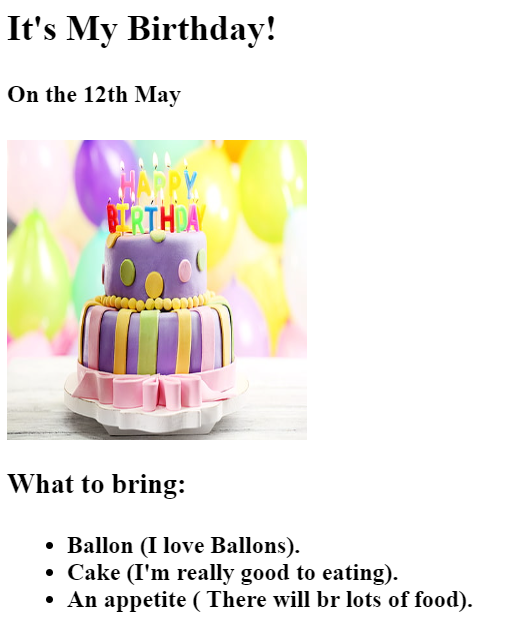 It's My Birthday!
On the 12th May
HAPPY
BIRTHDAY
What to bring:
• Ballon (I love Ballons).
• Cake (I'm really good to eating).
• An appetite ( There will br lots of food).